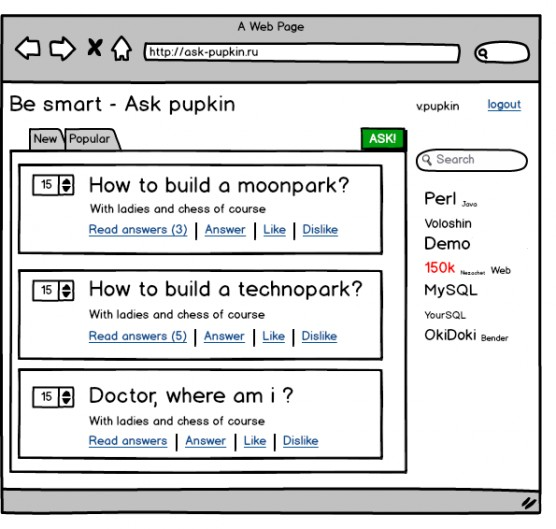 A Web Page
http://ask-pupkin.ru
Be smart - Ask pupkin
v.pupkin logout
New Popular
ASK!
Search
15 How to build a moonpark?
With ladies and chess of course
Read answers (3) | Answer | Like | Dislike
15 How to build a technopark?
With ladies and chess of course
Read answers (5) | Answer | Like | Dislike
15 Doctor, where am i ?
With ladies and chess of course
Read answers | Answer | Like | Dislike
Perl Java
Voloshin
Demo
150k Web
MySQL
YourSQL
OkiDoki Bender